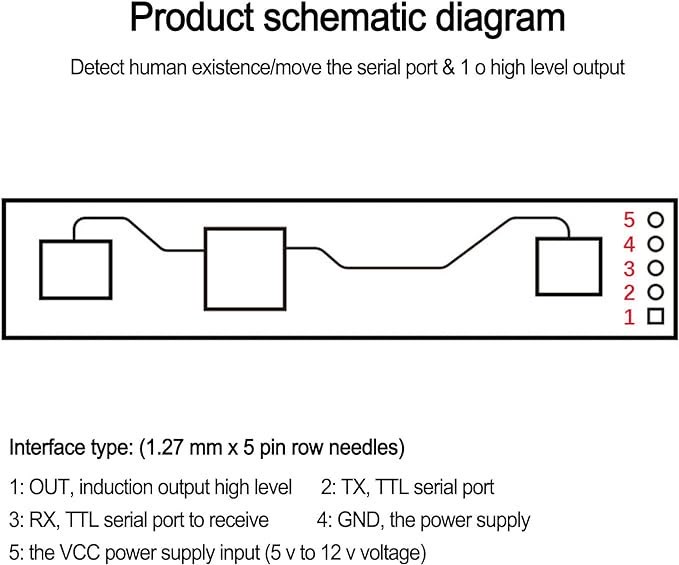 Product schematic diagram
Detect human existence/move the serial port & 1 o high level output
5
4
3
2
1
Interface type: (1.27 mm x 5 pin row needles)
1: OUT, induction output high level 2: TX, TTL serial port
3: RX, TTL serial port to receive 4: GND, the power supply
5: the VCC power supply input (5 v to 12 v voltage)